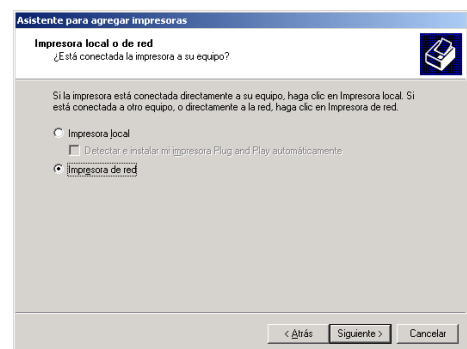 Asistente para agregar impresoras
Impresora local o de red
¿Está conectada la impresora a su equipo?
Si la impresora está conectada directamente a su equipo, haga clic en Impresora local. Si
está conectada a otro equipo, o directamente a la red, haga clic en Impresora de red.
Impresora local
Detectar e instalar mi impresora Plug and Play automáticamente
Impresora de red
< Atrás
Siguiente >
Cancelar